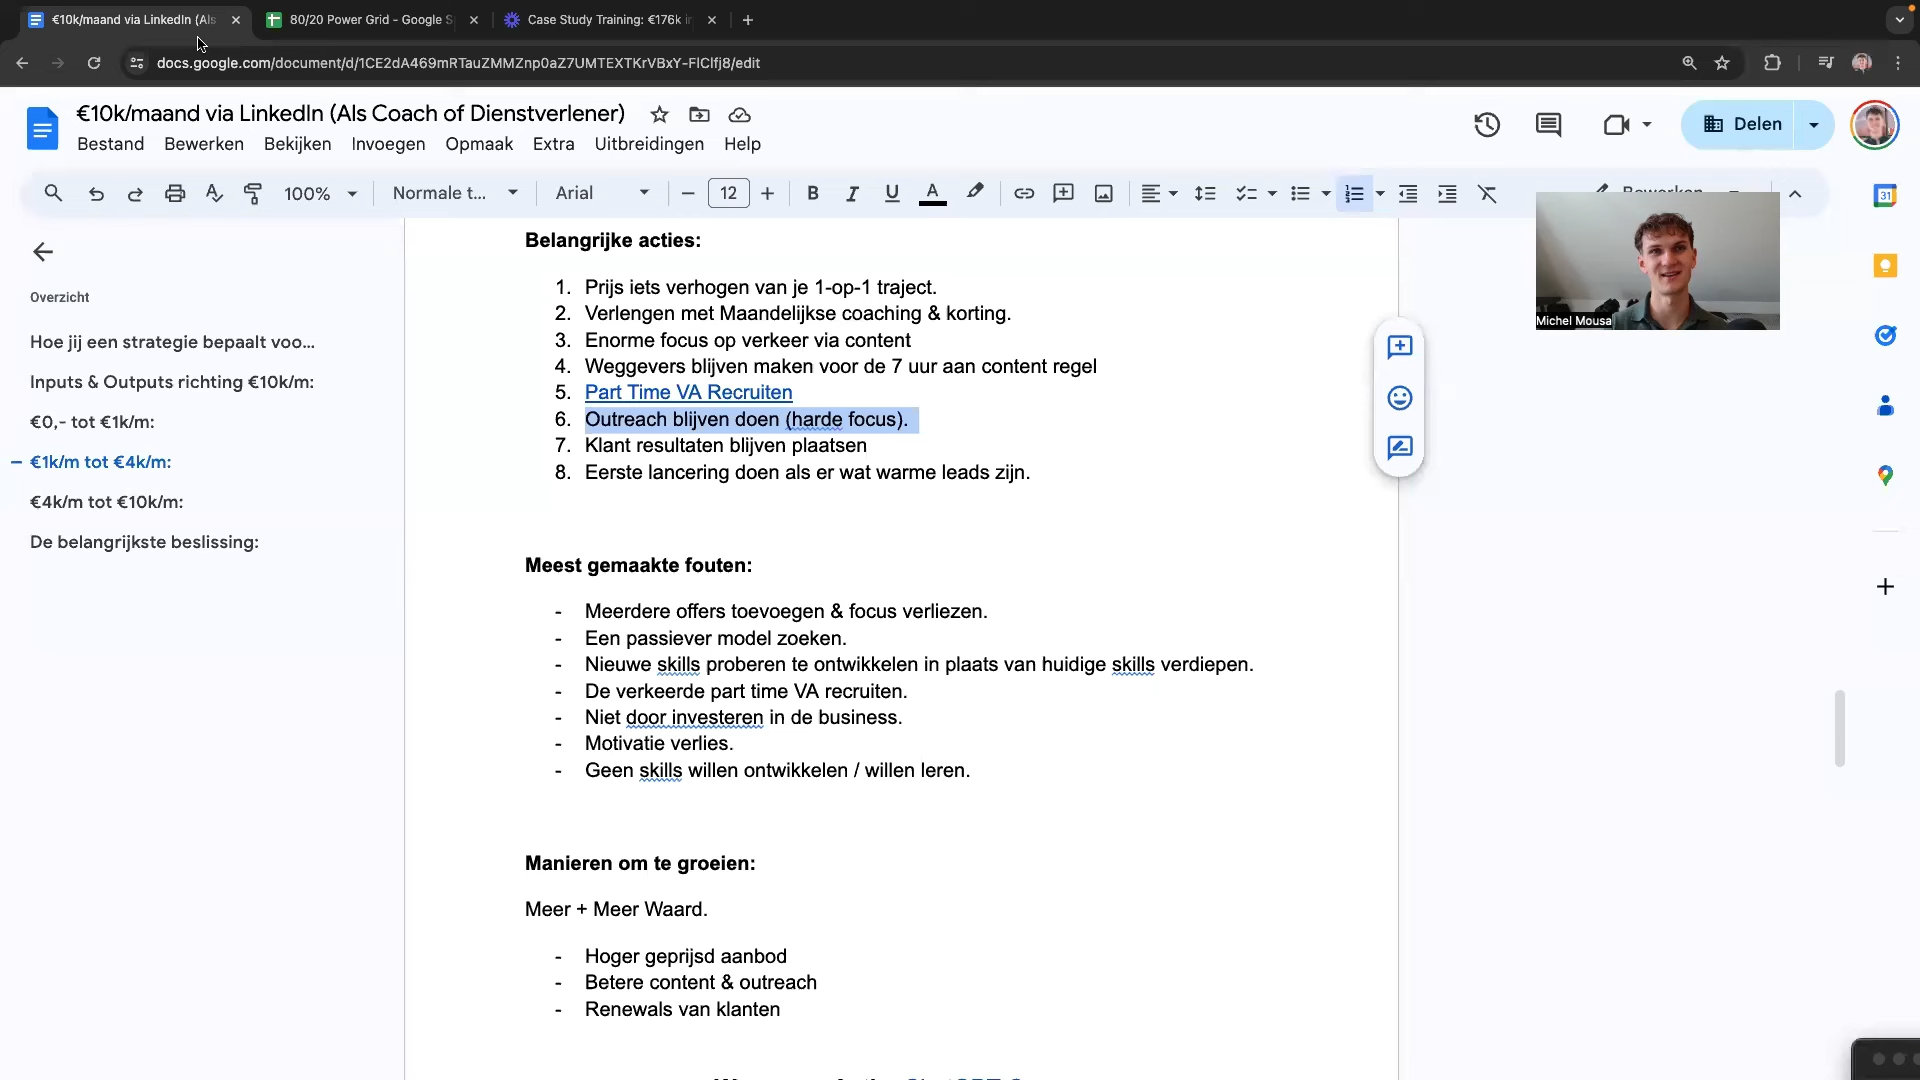 €10k/maand via LinkedIn (Als
80/20 Power Grid - Google S
Case Study Training: €176k in
docs.google.com/document/d/1CE2dA469mRTauZMMZnp0aZ7UMTEXTKrVBxY-FlClfj8/edit
€10k/maand via LinkedIn (Als Coach of Dienstverlener)
Bestand Bewerken Bekijken Invoegen Opmaak Extra Uitbreidingen Help
Delen
100% Normale t... Arial 12
Bewerken
Michel Mousa
Overzicht
Hoe jij een strategie bepaalt voo...
Inputs & Outputs richting €10k/m:
€0,- tot €1k/m:
€1k/m tot €4k/m:
€4k/m tot €10k/m:
De belangrijkste beslissing:
Belangrijke acties:
1. Prijs iets verhogen van je 1-op-1 traject.
2. Verlengen met Maandelijkse coaching & korting.
3. Enorme focus op verkeer via content
4. Weggevers blijven maken voor de 7 uur aan content regel
5. Part Time VA Recruiten
6. Outreach blijven doen (harde focus).
7. Klant resultaten blijven plaatsen
8. Eerste lancering doen als er wat warme leads zijn.
Meest gemaakte fouten:
- Meerdere offers toevoegen & focus verliezen.
- Een passiever model zoeken.
- Nieuwe skills proberen te ontwikkelen in plaats van huidige skills verdiepen.
- De verkeerde part time VA recruiten.
- Niet door investeren in de business.
- Motivatie verlies.
- Geen skills willen ontwikkelen / willen leren.
Manieren om te groeien:
Meer + Meer Waard.
- Hoger geprijsd aanbod
- Betere content & outreach
- Renewals van klanten
31